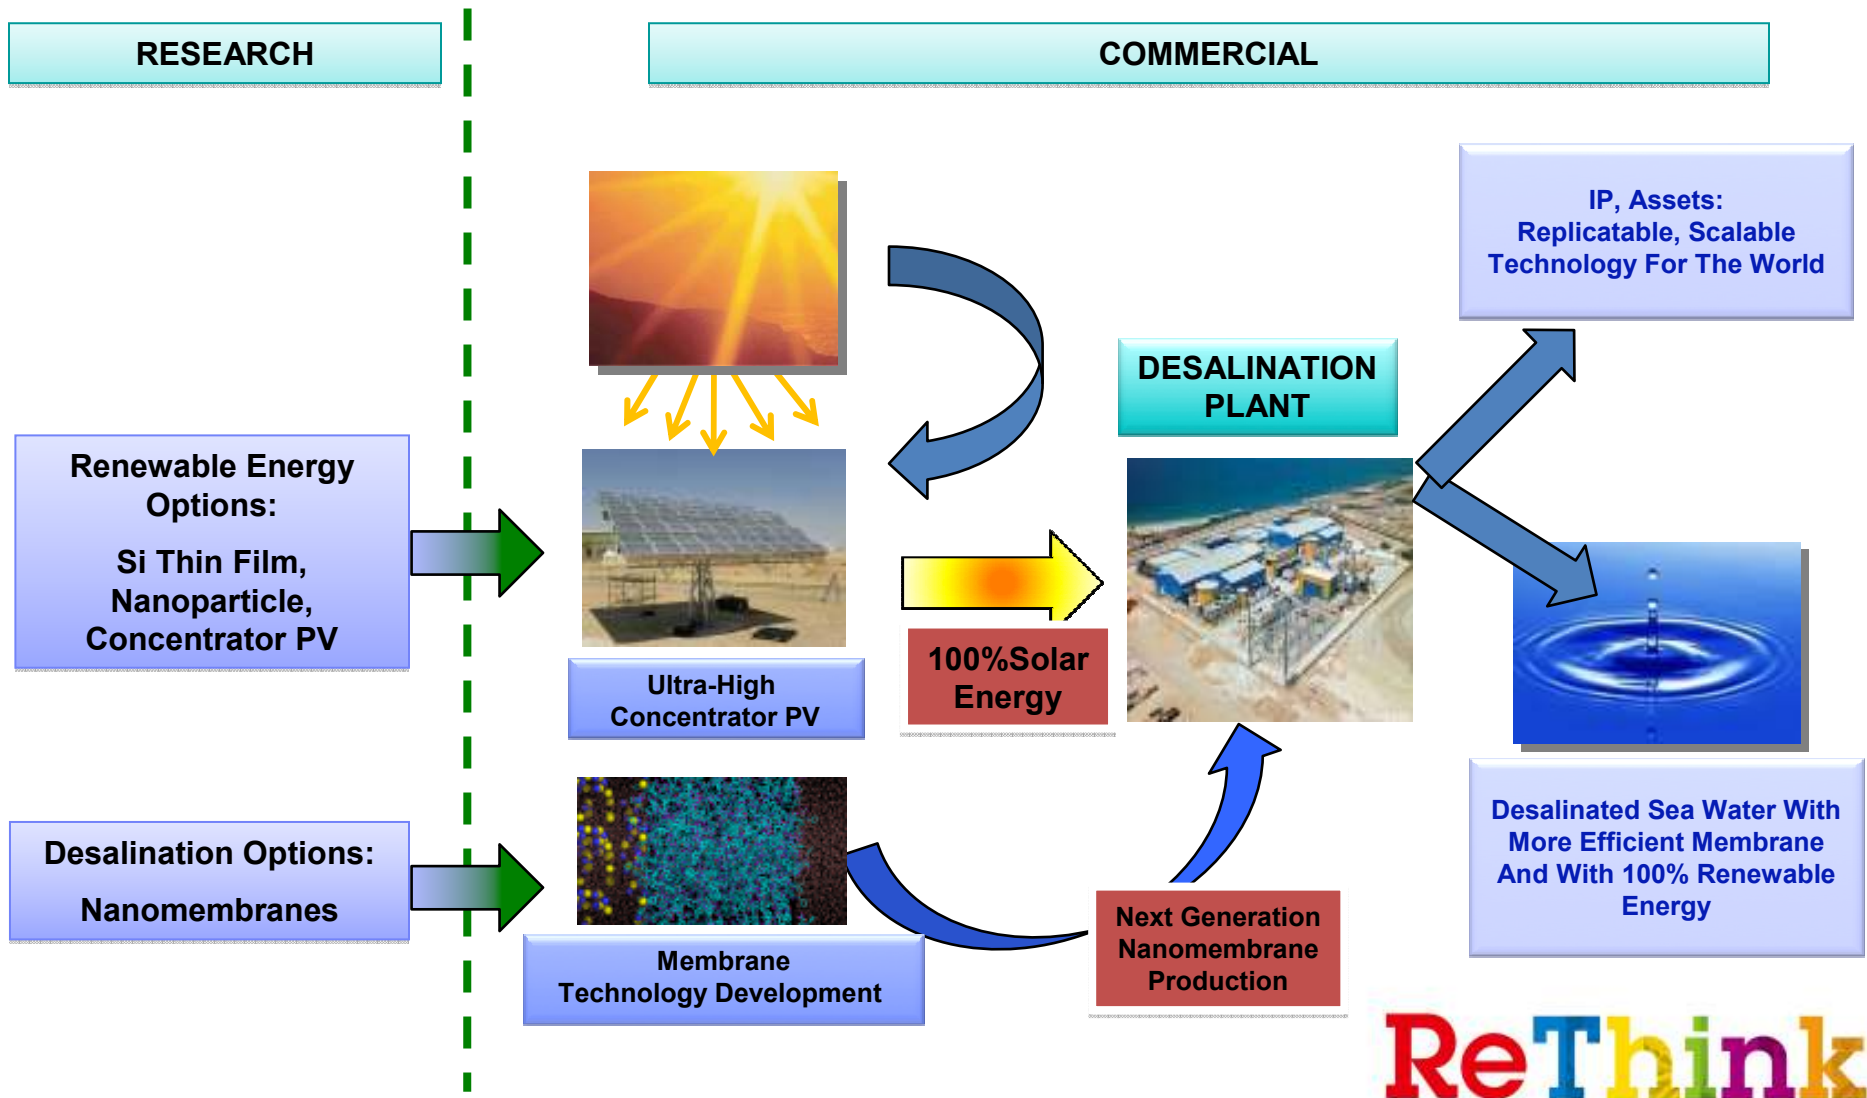 RESEARCH
COMMERCIAL
IP, Assets:
Replicatable, Scalable
Technology For The World
DESALINATION
PLANT
Renewable Energy
Options:
Si Thin Film,
Nanoparticle,
Concentrator PV
100%Solar
Energy
Ultra-High
Concentrator PV
Desalination Options:
Nanomembranes
Membrane
Technology Development
Next Generation
Nanomembrane
Production
Desalinated Sea Water With
More Efficient Membrane
And With 100% Renewable
Energy
ReThink